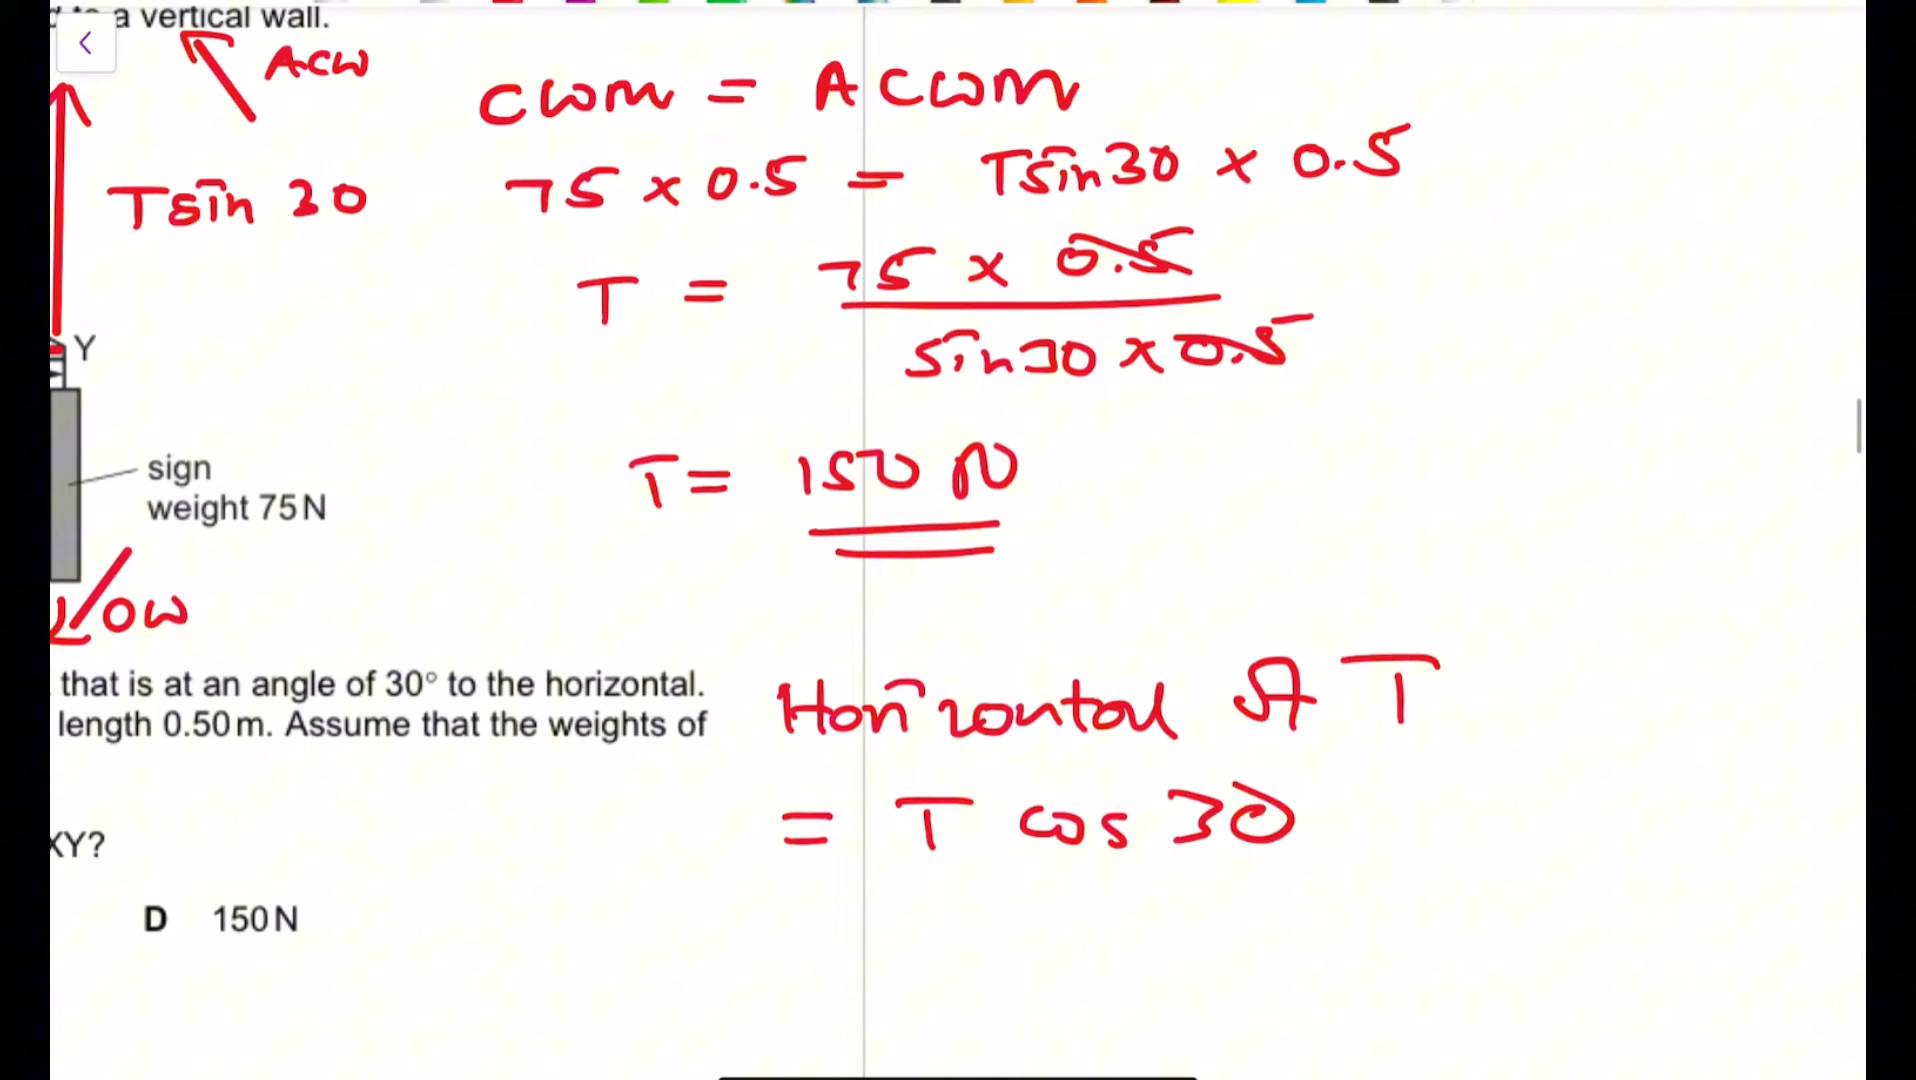 a vertical wall.
ACW
CWM = ACWM
Tsin 30
75 x 0.5 = Tsin30 x 0.5
T = 75 x 0.5
sin30 x 0.5
Y
T = 150 N
sign
weight 75 N
OW
that is at an angle of 30° to the horizontal.
length 0.50 m. Assume that the weights of
Horizontal of T
= T cos 30
XY?
D 150 N